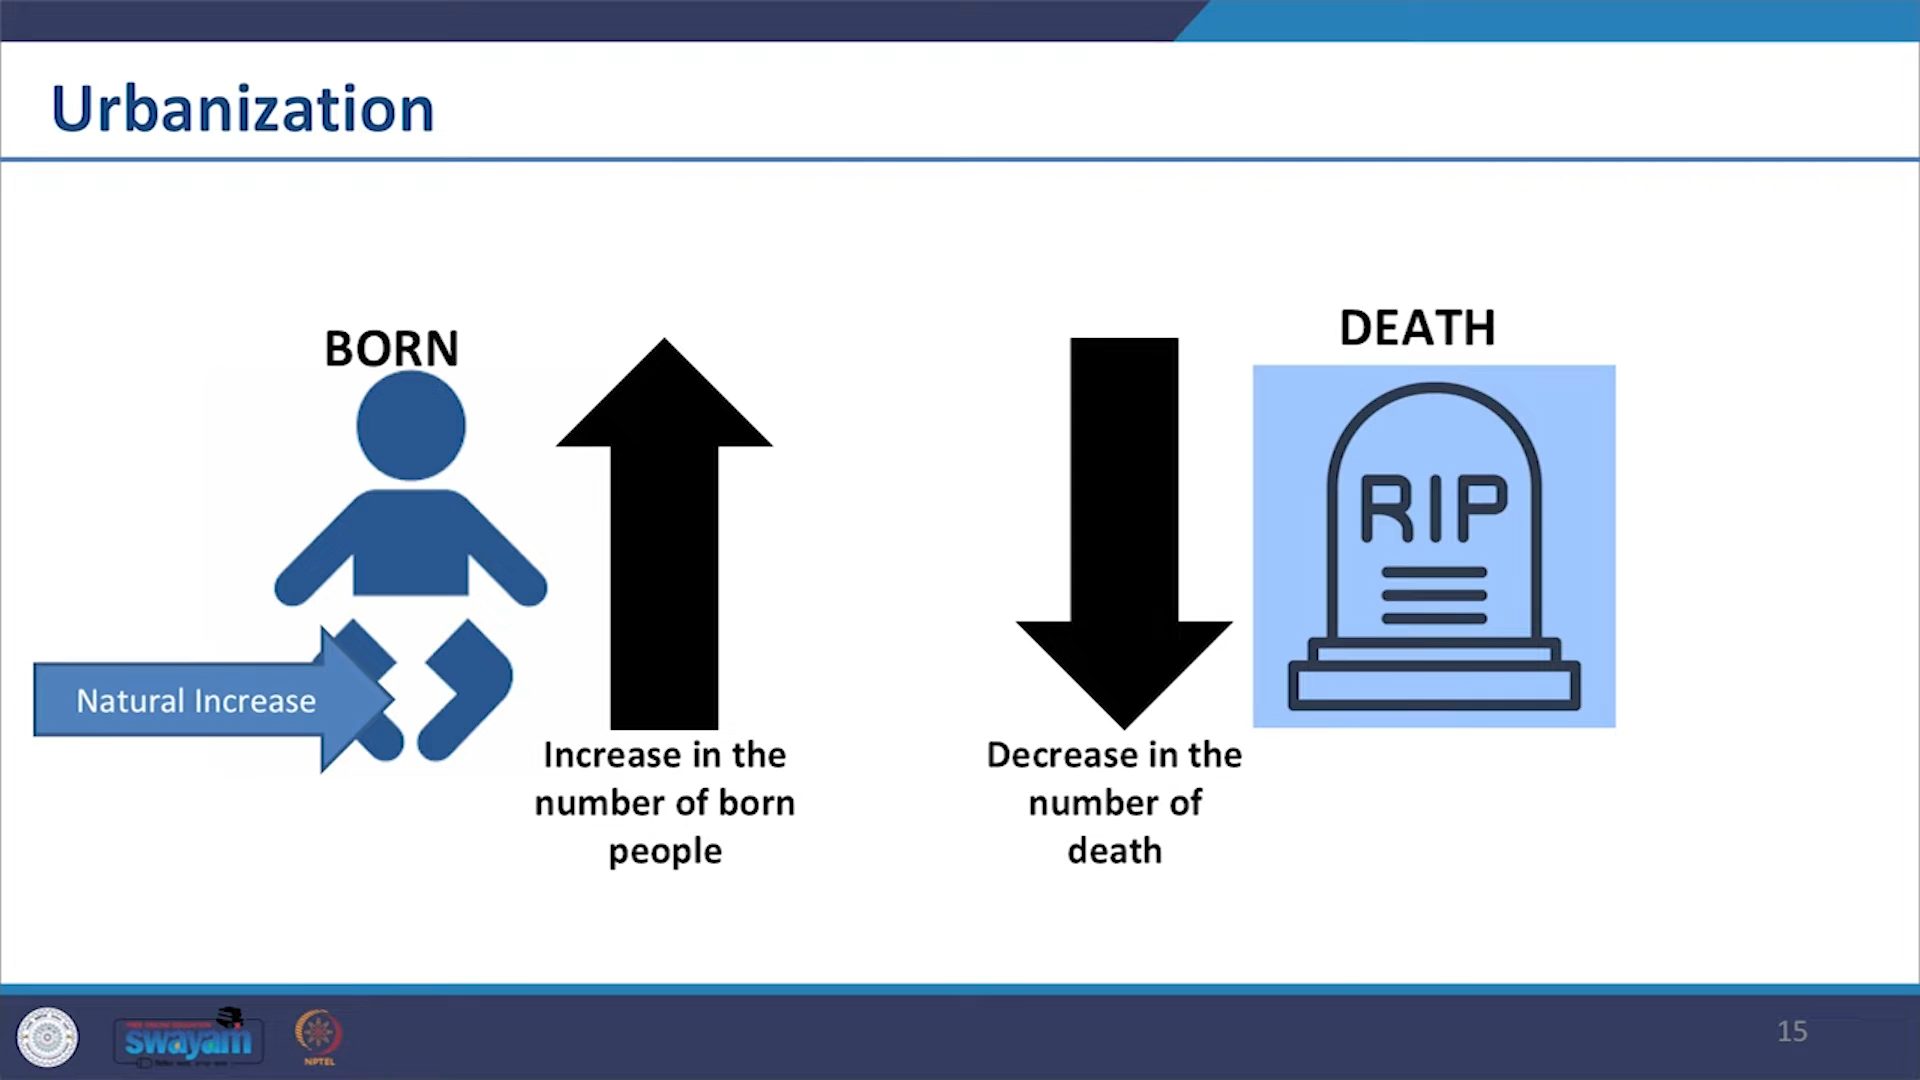 Urbanization
BORN
DEATH
RIP
Natural Increase
Increase in the
number of born
people
Decrease in the
number of
death
swayam
NPTEL
15